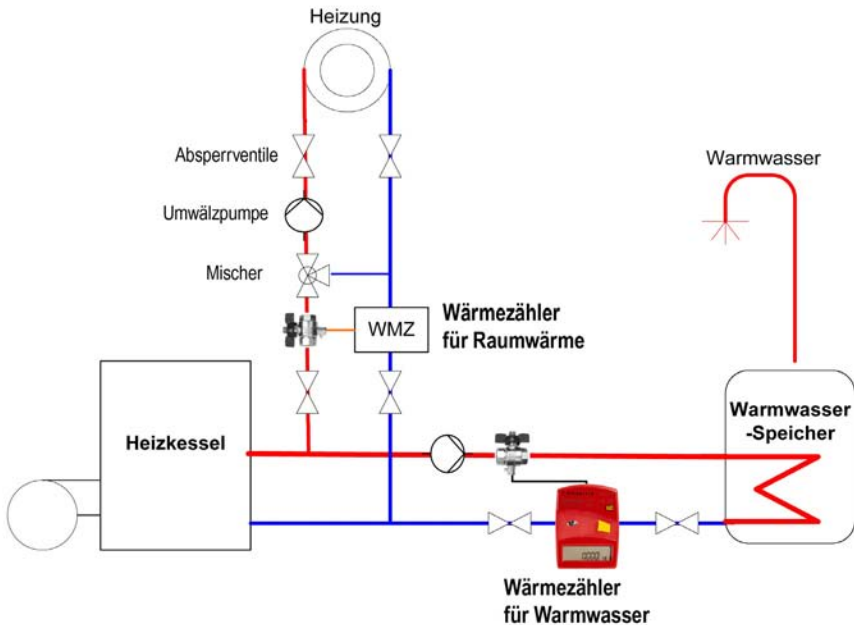 Heizung
Absperrventile
Warmwasser
Umwälzpumpe
Mischer
WMZ
Wärmezähler
für Raumwärme
Heizkessel
Warmwasser
-Speicher
Wärmezähler
für Warmwasser